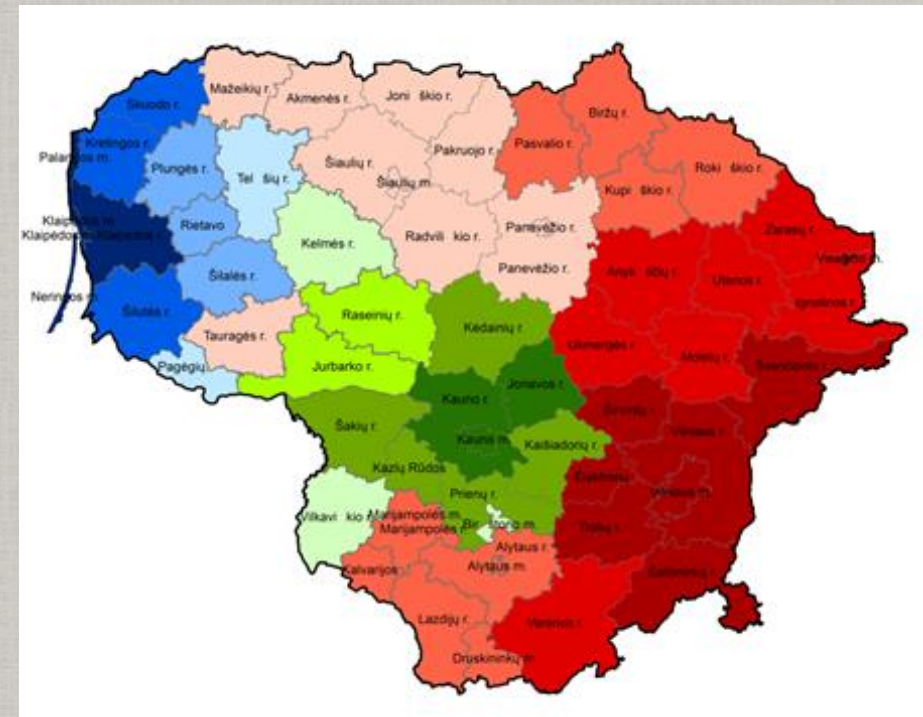 Mažeikių r.
Akmenės r.
Joni škio r.
Skuodo r.
Biržų r.
Pasvalio r.
Kretingos r.
Pakruojo r.
Palangos m.
Plungės r.
Tel šių r.
Šiaulių r.
Šiaulių m.
Roki škio r.
Kupi škio r.
Klaipėdos m.
Rietavo
Kelmės r.
Radvili kio r.
Panevėžio r.
Zarasų r.
Panevėžio r.
Šilalės r.
Anyk ščių r.
Utenos r.
Ignalinos r.
Neringos m.
Šilutės r.
Raseinių r.
Kėdainių r.
Tauragės r.
Ukmergės r.
Molėtų r.
Pagėgių
Jurbarko r.
Jonavos r.
Švenčionių r.
Kauno r.
Širvintų r.
Šakių r.
Kauno m.
Kaišiadorių r.
Vilniaus r.
Kazlų Rūdos
Elektrėnų
Prienų r.
Vilniaus m.
Vilkavi kio r.
Marijampolės m.
Marijampolės r.
Bir štono m.
Trakų r.
Alytaus r.
Alytaus m.
Kalvarijos
Šalčininkų r.
Lazdijų r.
Varėnos r.
Druskininkų m.